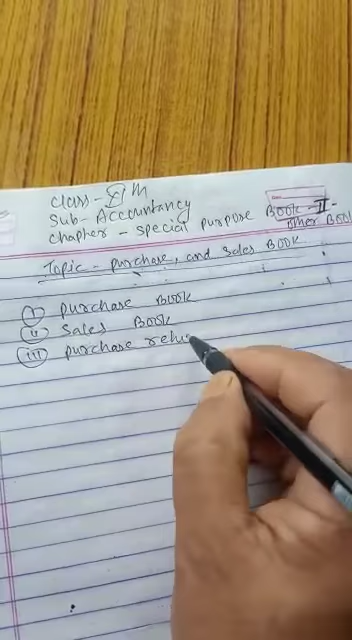 Class - XI M
Sub - Accountancy
Chapter - Special purpose Book - II -
other Book
Topic - purchase, and Sales Book
(i) purchase Book
(ii) Sales Book
(iii) purchase retu